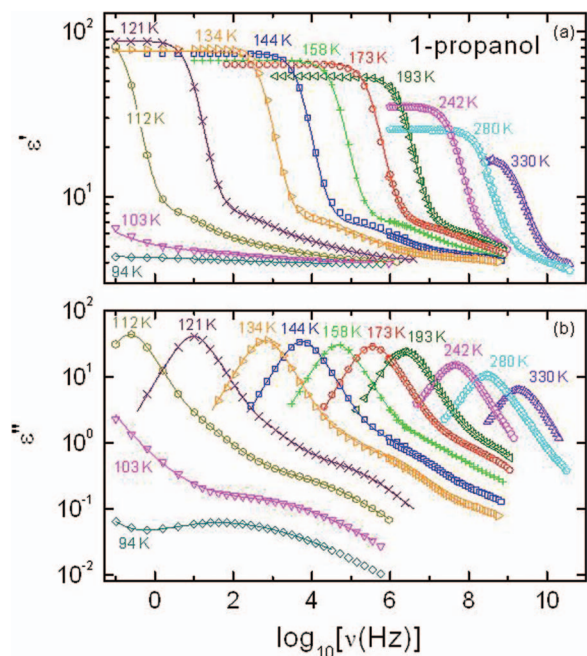 121 K
134 K
144 K
158 K
1-propanol
(a)
173 K
193 K
112 K
242 K
280 K
330 K
103 K
94 K
10²
10¹
ε'
112 K
121 K
134 K
144 K
158 K
173 K
193 K
(b)
242 K
280 K
330 K
103 K
94 K
10²
10¹
10⁰
10⁻¹
10⁻²
ε"
0 2 4 6 8 10
log₁₀[ν(Hz)]